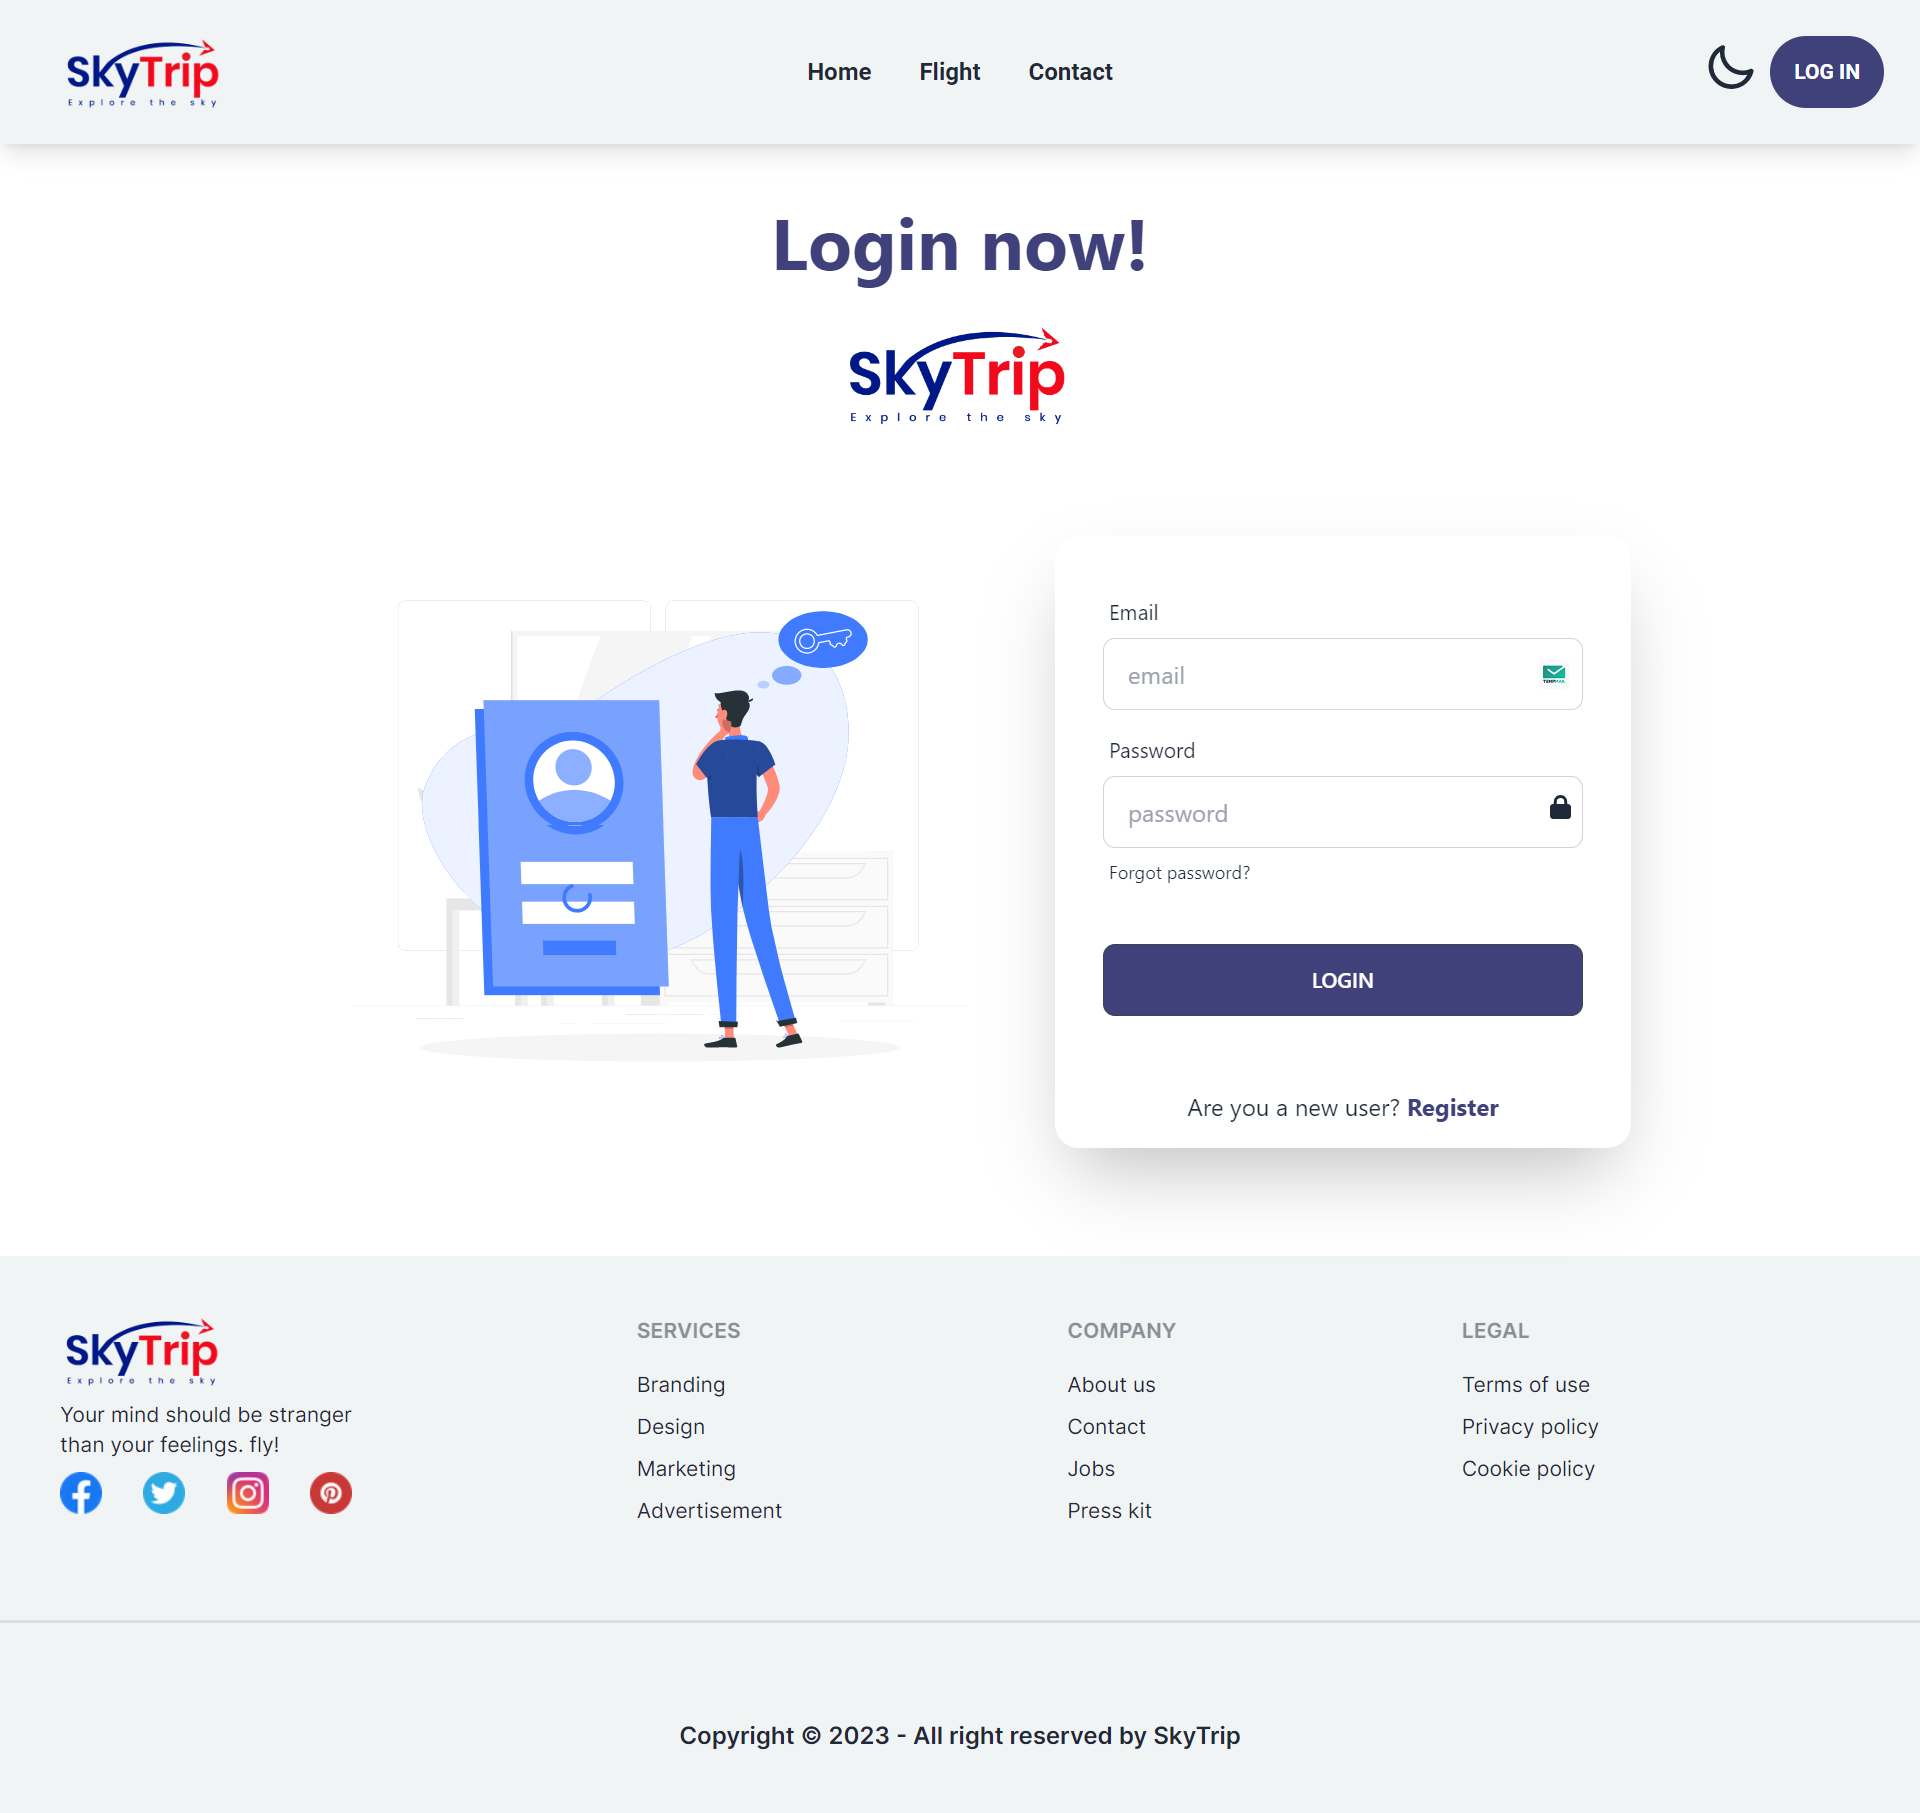 SkyTrip
Explore the sky
Home
Flight
Contact
LOG IN
Login now!
SkyTrip
Explore the sky
Email
email
TEMPMAIL
Password
password
Forgot password?
LOGIN
Are you a new user? Register
SkyTrip
Explore the sky
Your mind should be stranger
than your feelings. fly!
SERVICES
Branding
Design
Marketing
Advertisement
COMPANY
About us
Contact
Jobs
Press kit
LEGAL
Terms of use
Privacy policy
Cookie policy
Copyright © 2023 - All right reserved by SkyTrip